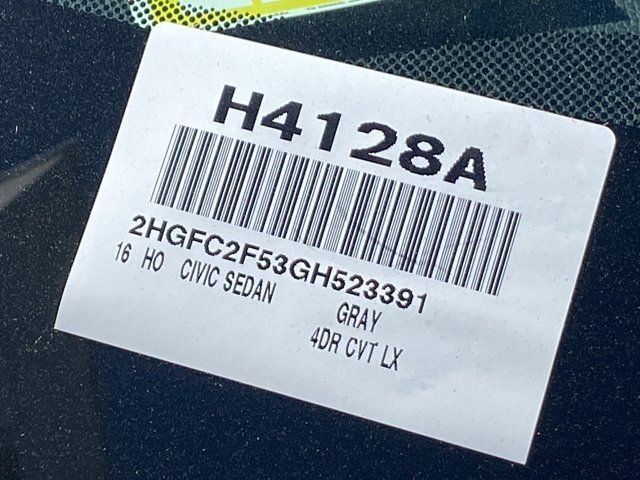 H4128A
2HGFC2F53GH523391
16 HO CIVIC SEDAN
GRAY
4DR CVT LX